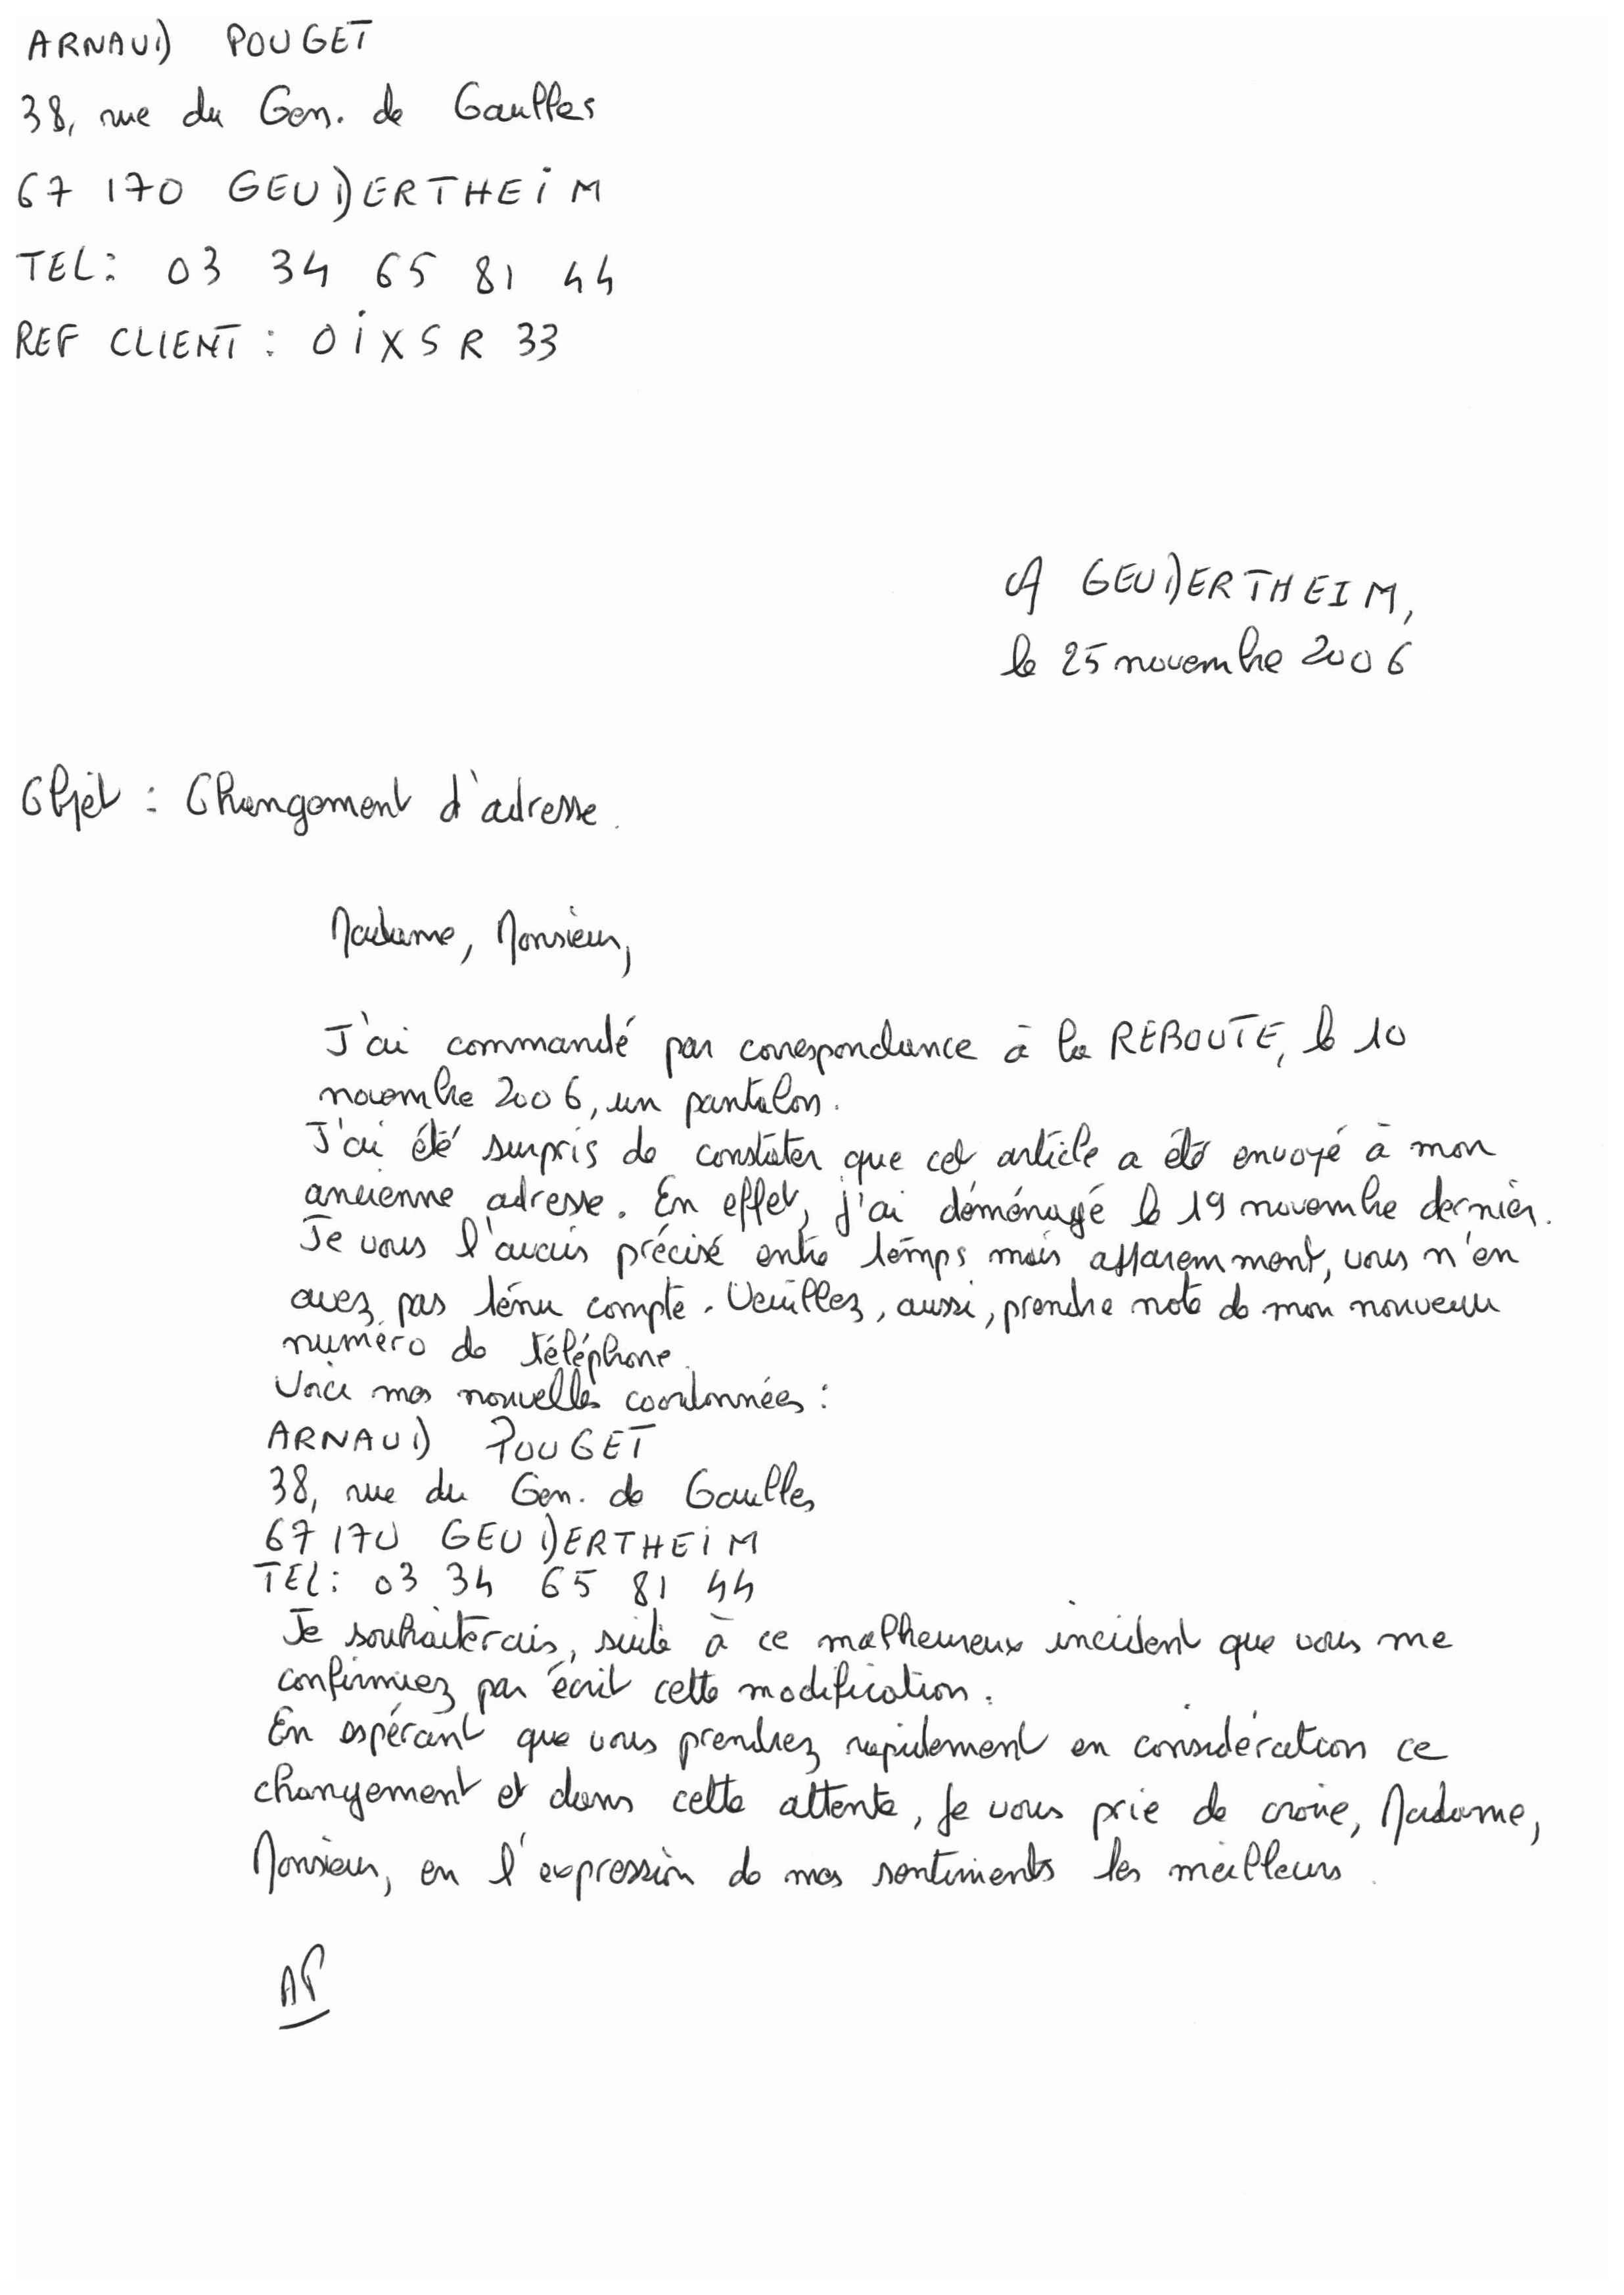 ARNAUD POUGET
38, rue du Gen. de Gaulles
67 170 GEUDERTHEiM
TEL: 03 34 65 81 44
REF CLIENT : OiXSR 33
A GEUDERTHEIM,
le 25 novembre 2006
Objet : Changement d'adresse.
Madame, Monsieur,
J'ai commandé par correspondance à la REBOUTE, le 10
novembre 2006, un pantalon.
J'ai été surpris de constater que cet article a été envoyé à mon
ancienne adresse. En effet, j'ai déménagé le 19 novembre dernier.
Je vous l'avais précisé entre temps mais apparemment, vous n'en
avez pas tenu compte. Veuillez, aussi, prendre note de mon nouveau
numéro de téléphone.
Voici mes nouvelles coordonnées :
ARNAUD POUGET
38, rue du Gen. de Gaulles
67 170 GEUDERTHEiM
TEL: 03 34 65 81 44
Je souhaiterais, suite à ce malheureux incident que vous me
confirmiez par écrit cette modification.
En espérant que vous prendrez rapidement en considération ce
changement et dans cette attente, je vous prie de croire, Madame,
Monsieur, en l'expression de mes sentiments les meilleurs.
AP